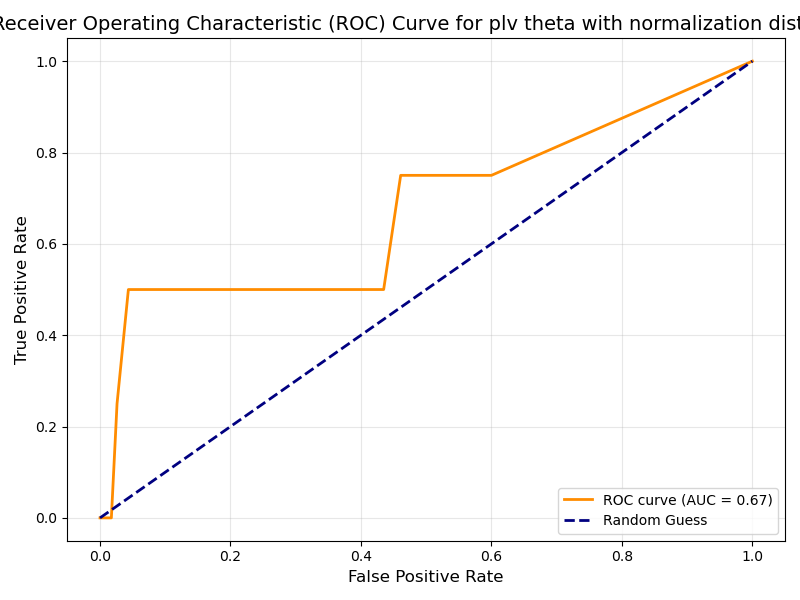 Receiver Operating Characteristic (ROC) Curve for plv theta with normalization dist
1.0
0.8
0.6
0.4
0.2
0.0
True Positive Rate
ROC curve (AUC = 0.67)
Random Guess
0.0 0.2 0.4 0.6 0.8 1.0
False Positive Rate